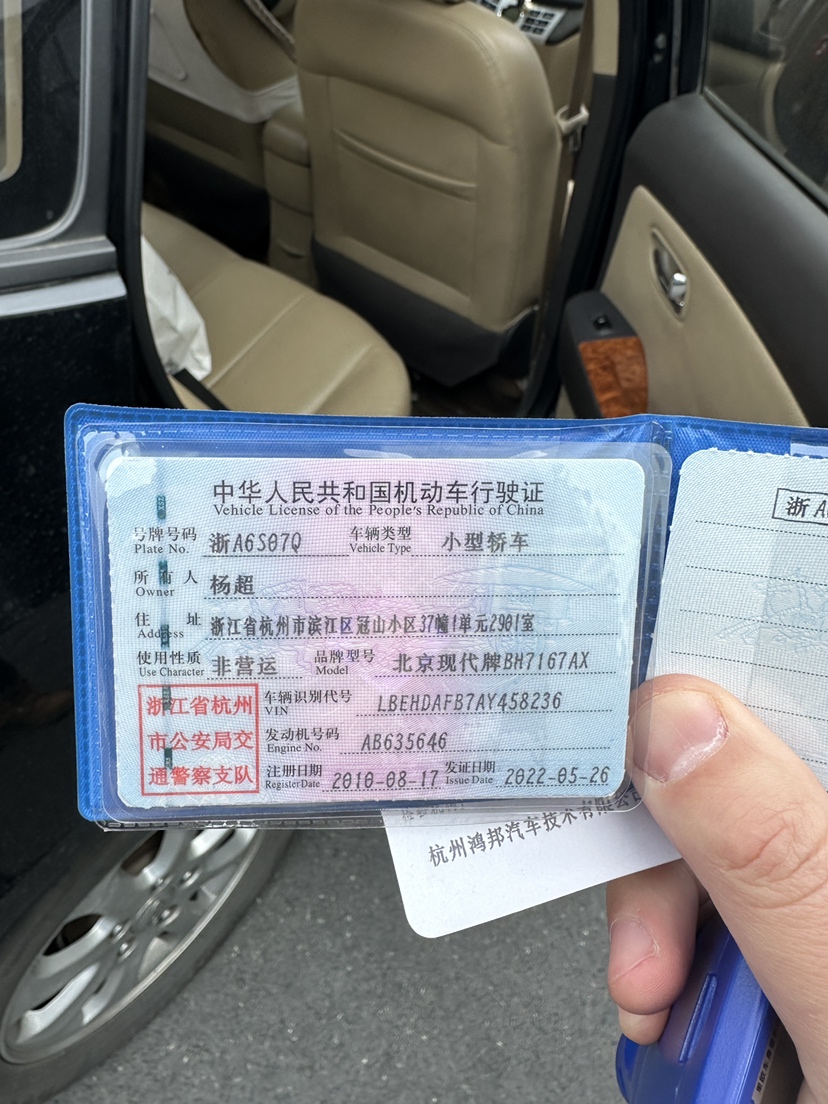 中华人民共和国机动车行驶证
Vehicle License of the People's Republic of China
号牌号码 浙A6S07Q 车辆类型 小型轿车
Plate No. Vehicle Type
所有人 杨超
Owner
住址 浙江省杭州市滨江区冠山小区37幢1单元2901室
Address
使用性质 非营运 品牌型号 北京现代牌BH7167AX
Use Character Model
浙江省杭州
市公安局交
通警察支队
车辆识别代号 LBEHDAFB7AY458236
VIN
发动机号码 AB635646
Engine No.
注册日期 2010-08-17 发证日期 2022-05-26
Register Date Issue Date
浙A
杭州鸿邦汽车技术有限公